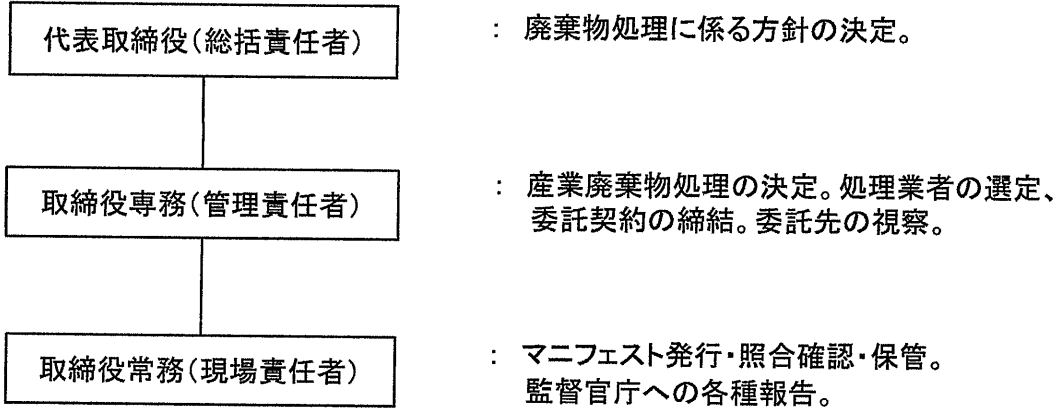 代表取締役(総括責任者)
: 廃棄物処理に係る方針の決定。
取締役専務(管理責任者)
: 産業廃棄物処理の決定。処理業者の選定、
委託契約の締結。委託先の視察。
取締役常務(現場責任者)
: マニフェスト発行・照合確認・保管。
監督官庁への各種報告。